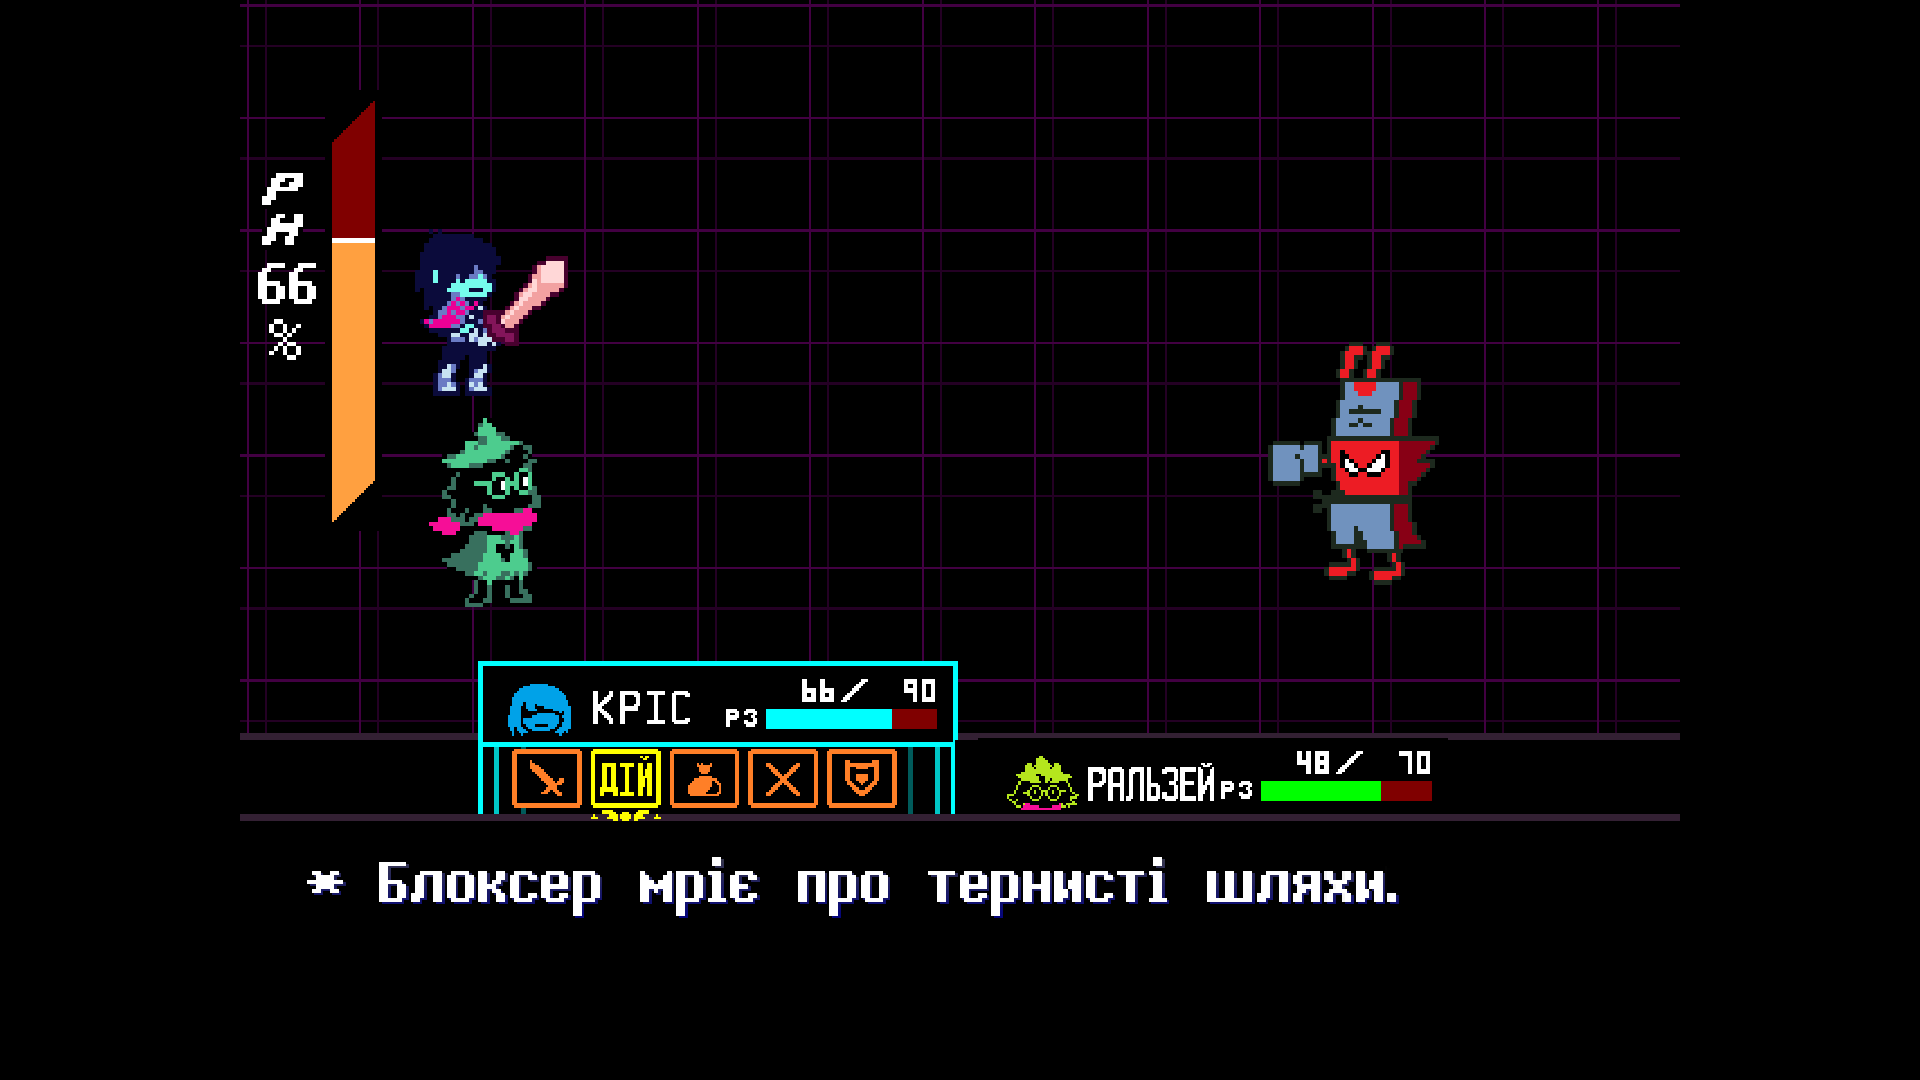 РН
66
%
КРІС
РЗ
66/ 90
ДІЙ
РАЛЬЗЕЙ
РЗ
48/ 70
* Блоксер мріє про тернисті шляхи.